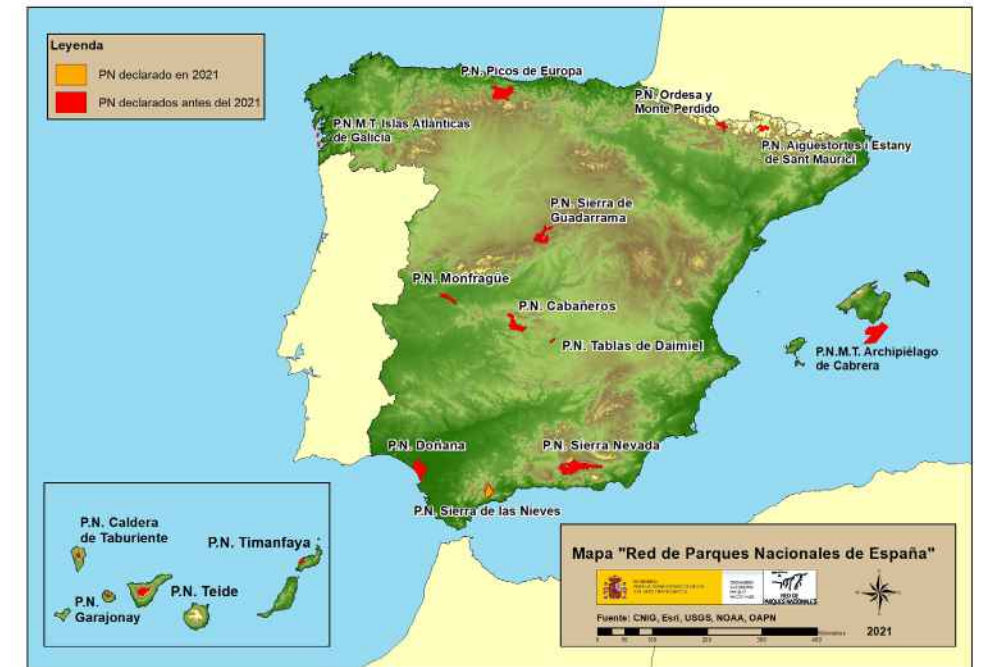 Leyenda
PN declarado en 2021
PN declarados antes del 2021
P.N. Picos de Europa
P.N. Ordesa y
Monte Perdido
P.N.M.T. Islas Atlánticas
de Galicia
P.N. Aigüestortes i Estany
de Sant Maurici
P.N. Sierra de
Guadarrama
P.N. Monfragüe
P.N. Cabañeros
P.N. Tablas de Daimiel
P.N.M.T. Archipiélago
de Cabrera
P.N. Doñana
P.N. Sierra Nevada
P.N. Sierra de las Nieves
P.N. Caldera
de Taburiente
P.N. Timanfaya
P.N. Teide
P.N.
Garajonay
Mapa "Red de Parques Nacionales de España"
RED DE
PARQUES NACIONALES
Fuente: CNIG, Esri, USGS, NOAA, OAPN
2021